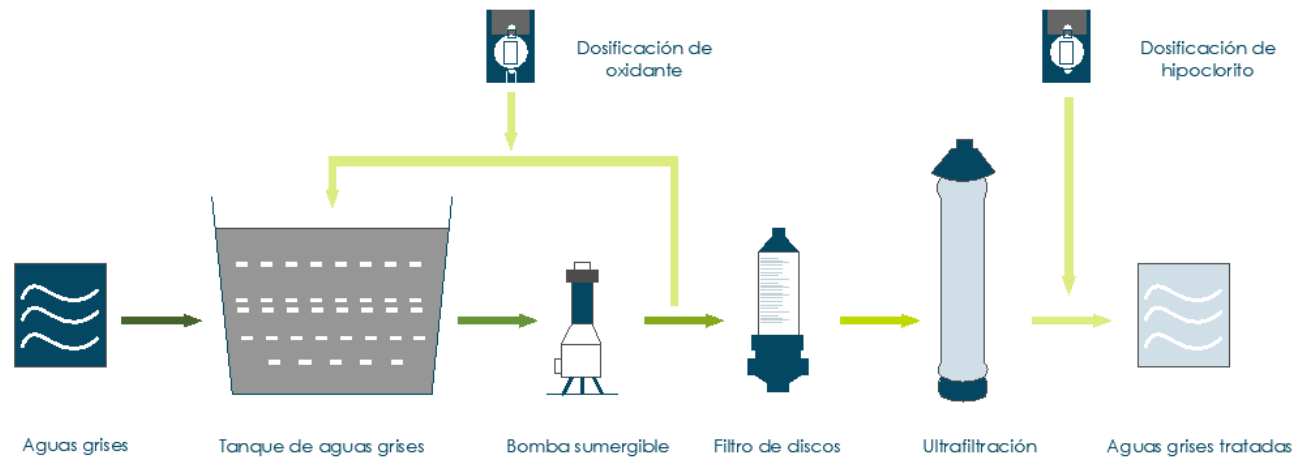 Dosificación de
oxidante
Dosificación de
hipoclorito
Aguas grises
Tanque de aguas grises
Bomba sumergible
Filtro de discos
Ultrafiltración
Aguas grises tratadas